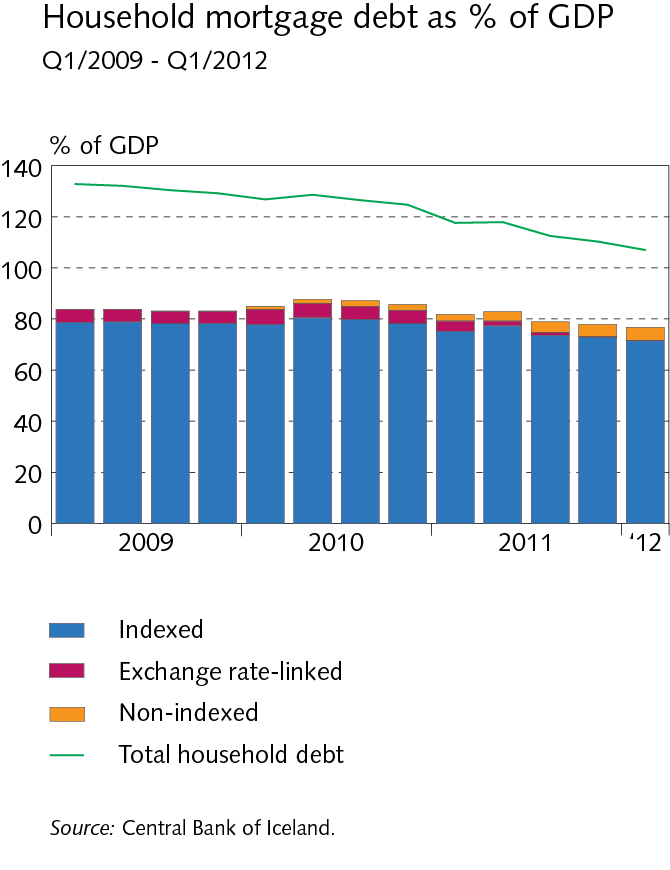 Household mortgage debt as % of GDP
Q1/2009 - Q1/2012
% of GDP
140
120
100
80
60
40
20
0
2009 2010 2011 '12
Indexed
Exchange rate-linked
Non-indexed
Total household debt
Source: Central Bank of Iceland.